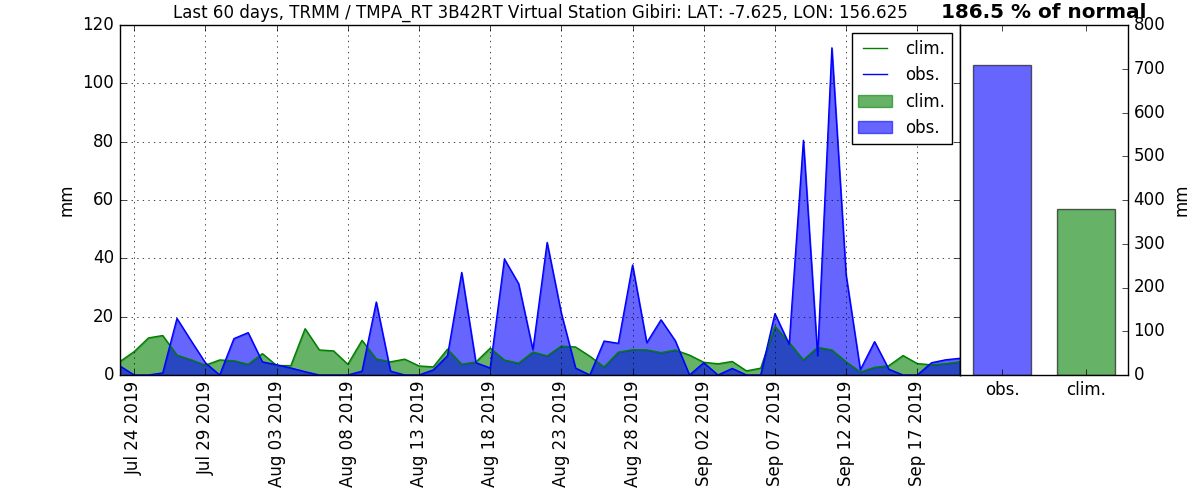 Last 60 days, TRMM / TMPA_RT 3B42RT Virtual Station Gibiri: LAT: -7.625, LON: 156.625
186.5 % of normal
120
100
80
60
40
20
0
mm
clim.
obs.
clim.
obs.
800
700
600
500
400
300
200
100
0
mm
Jul 24 2019
Jul 29 2019
Aug 03 2019
Aug 08 2019
Aug 13 2019
Aug 18 2019
Aug 23 2019
Aug 28 2019
Sep 02 2019
Sep 07 2019
Sep 12 2019
Sep 17 2019
obs.
clim.